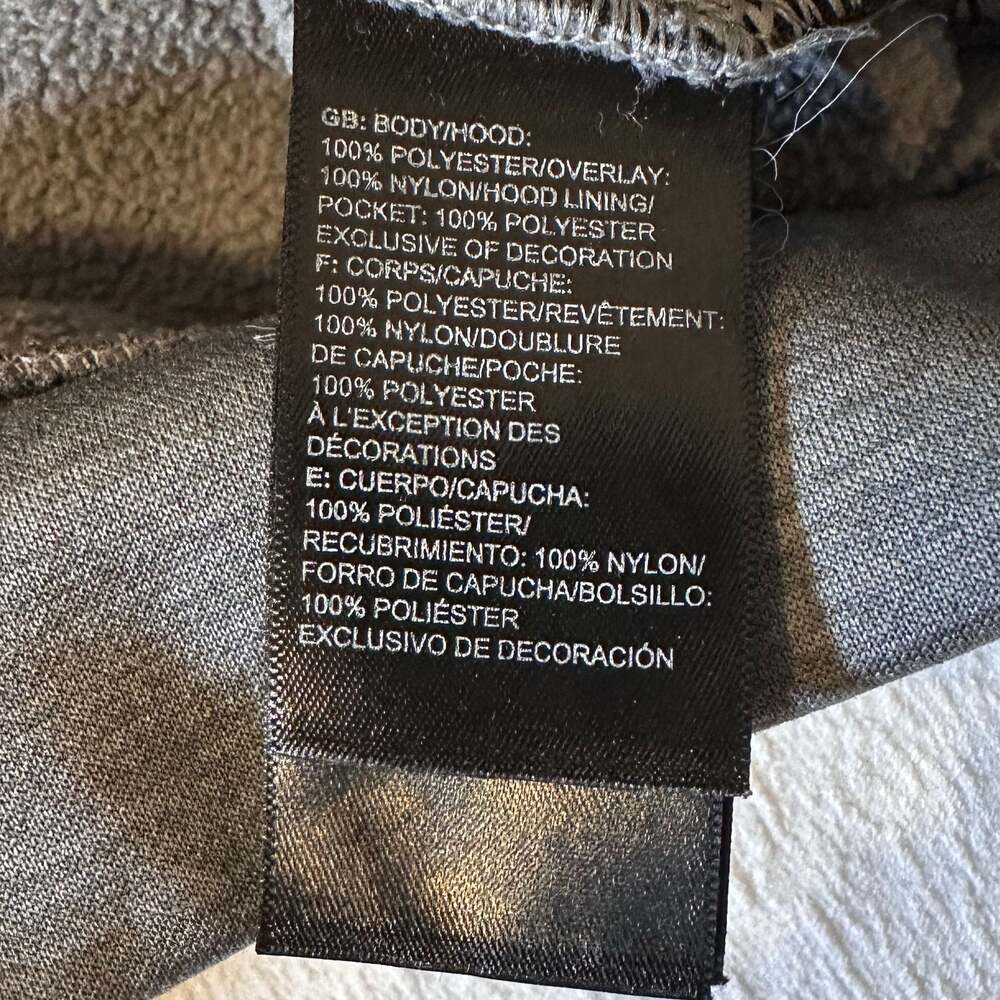 GB: BODY/HOOD:
100% POLYESTER/OVERLAY:
100% NYLON/HOOD LINING/
POCKET: 100% POLYESTER
EXCLUSIVE OF DECORATION
F: CORPS/CAPUCHE:
100% POLYESTER/REVÊTEMENT:
100% NYLON/DOUBLURE
DE CAPUCHE/POCHE:
100% POLYESTER
À L'EXCEPTION DES
DÉCORATIONS
E: CUERPO/CAPUCHA:
100% POLIÉSTER/
RECUBRIMIENTO: 100% NYLON/
FORRO DE CAPUCHA/BOLSILLO:
100% POLIÉSTER
EXCLUSIVO DE DECORACIÓN